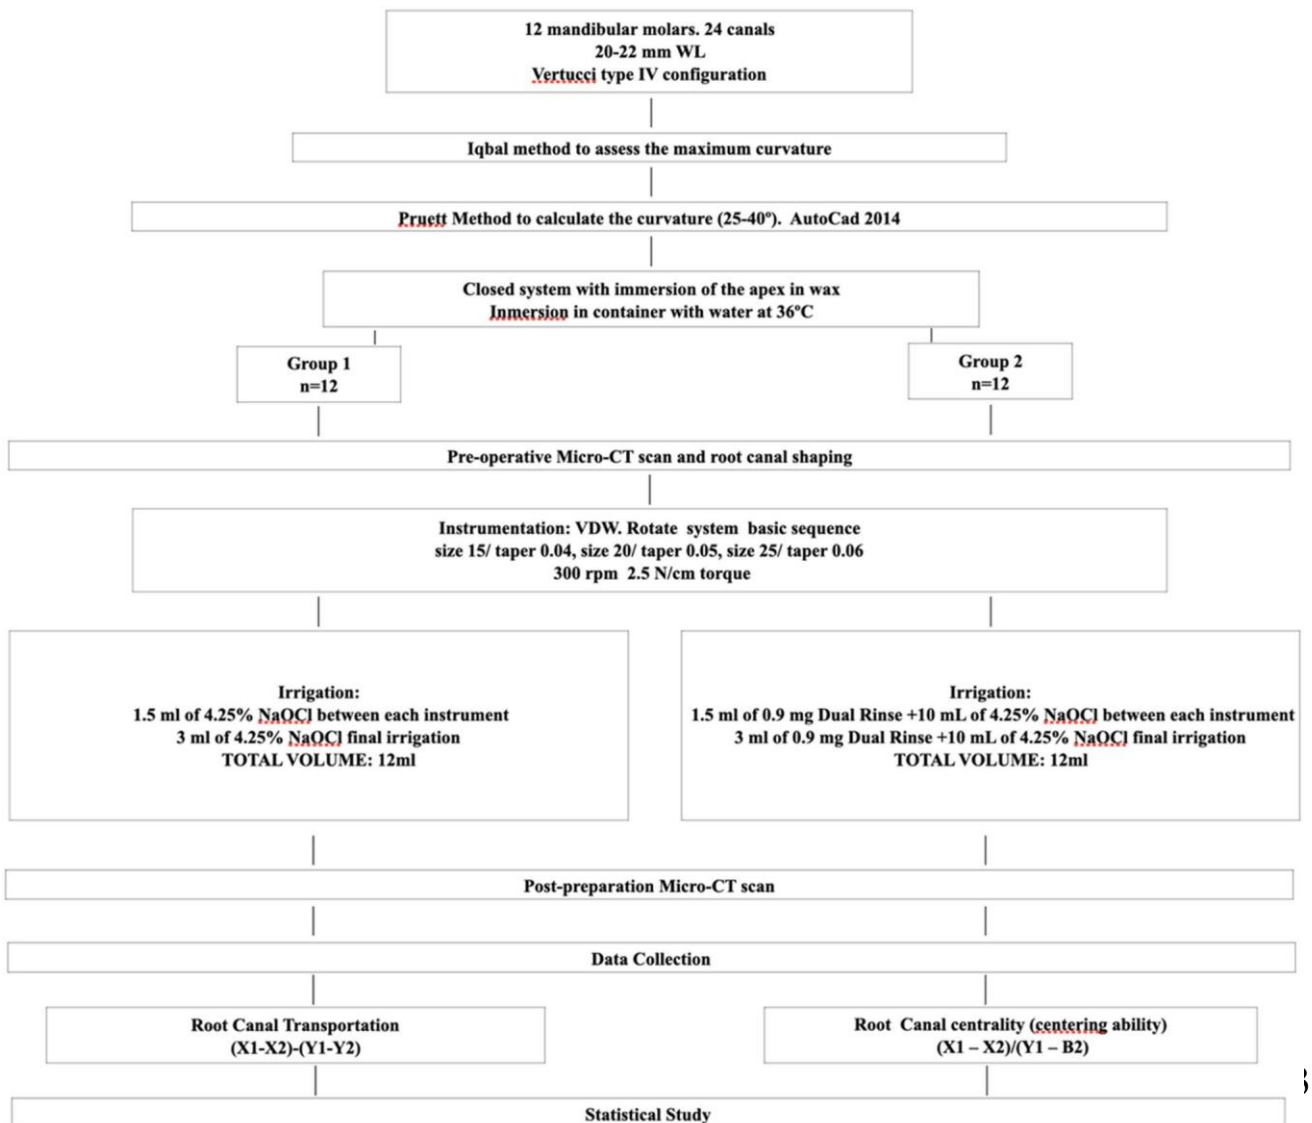 12 mandibular molars. 24 canals
20-22 mm WL
Vertucci type IV configuration
Iqbal method to assess the maximum curvature
Pruett Method to calculate the curvature (25-40º). AutoCad 2014
Closed system with immersion of the apex in wax
Inmersion in container with water at 36ºC
Group 1
n=12
Group 2
n=12
Pre-operative Micro-CT scan and root canal shaping
Instrumentation: VDW. Rotate system basic sequence
size 15/ taper 0.04, size 20/ taper 0.05, size 25/ taper 0.06
300 rpm 2.5 N/cm torque
Irrigation:
1.5 ml of 4.25% NaOCl between each instrument
3 ml of 4.25% NaOCl final irrigation
TOTAL VOLUME: 12ml
Irrigation:
1.5 ml of 0.9 mg Dual Rinse +10 mL of 4.25% NaOCl between each instrument
3 ml of 0.9 mg Dual Rinse +10 mL of 4.25% NaOCl final irrigation
TOTAL VOLUME: 12ml
Post-preparation Micro-CT scan
Data Collection
Root Canal Transportation
(X1-X2)-(Y1-Y2)
Root Canal centrality (centering ability)
(X1 – X2)/(Y1 – B2)
Statistical Study